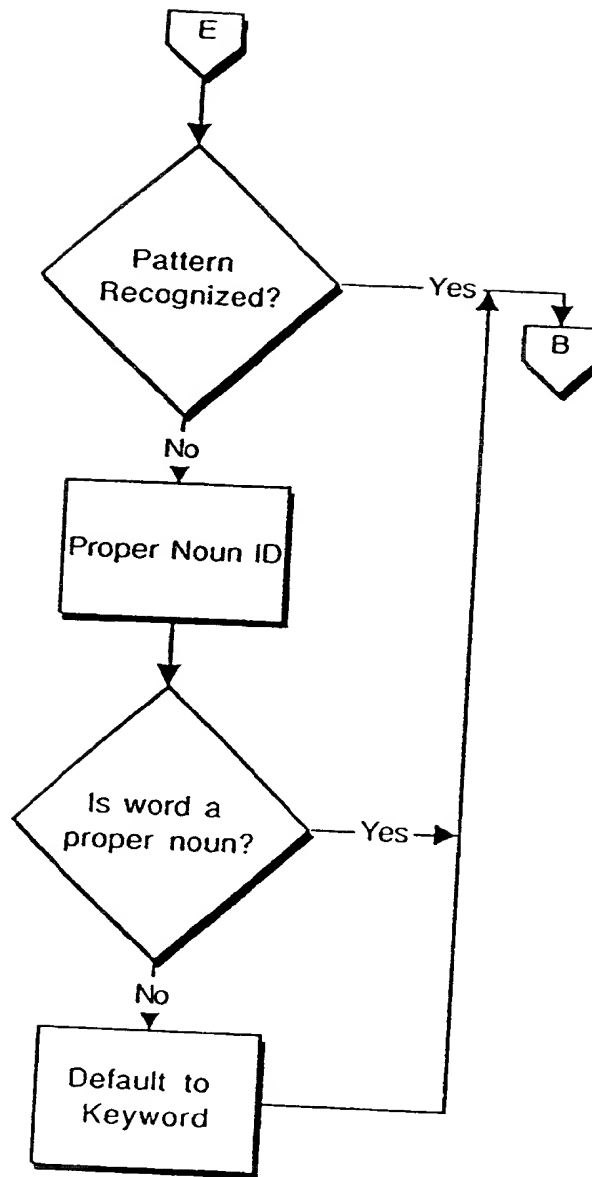 E
Pattern
Recognized?
Yes
B
No
Proper Noun ID
Is word a
proper noun?
Yes
No
Default to
Keyword